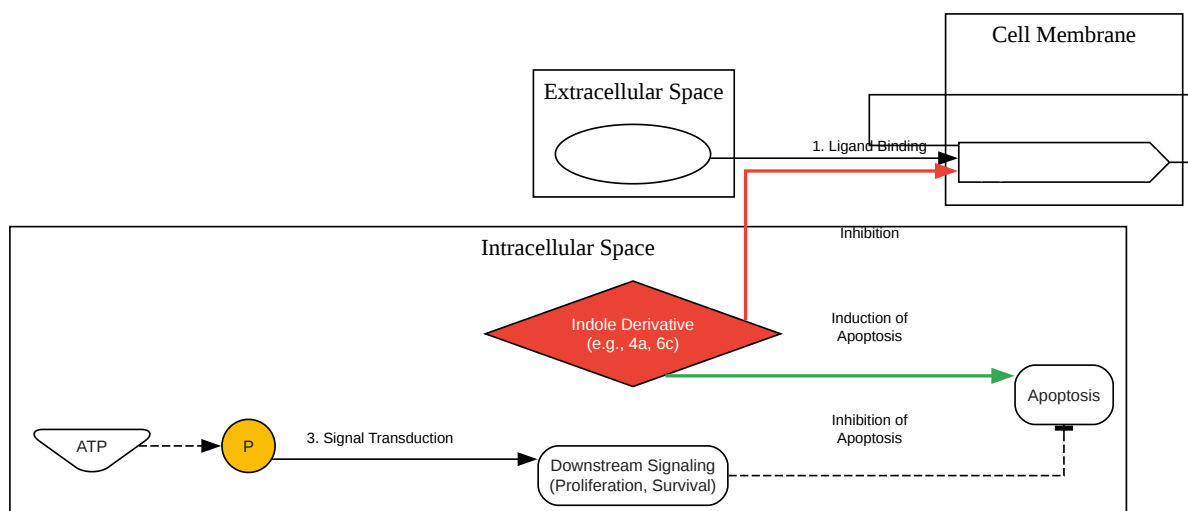 Cell Membrane
Extracellular Space
1. Ligand Binding
Inhibition
Intracellular Space
Indole Derivative
(e.g., 4a, 6c)
Induction of
Apoptosis
Apoptosis
Inhibition of
Apoptosis
ATP
P
3. Signal Transduction
Downstream Signaling
(Proliferation, Survival)